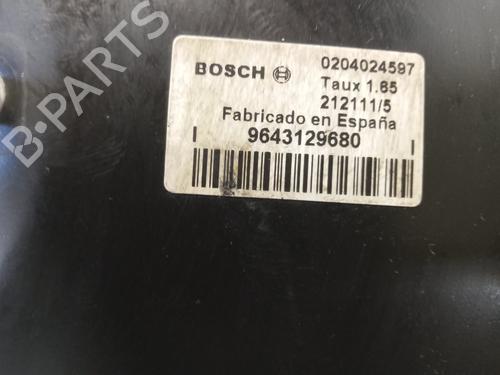 BOSCH 0204024597
Taux 1.65
212111/5
Fabricado en España
9643129680
B-PARTS